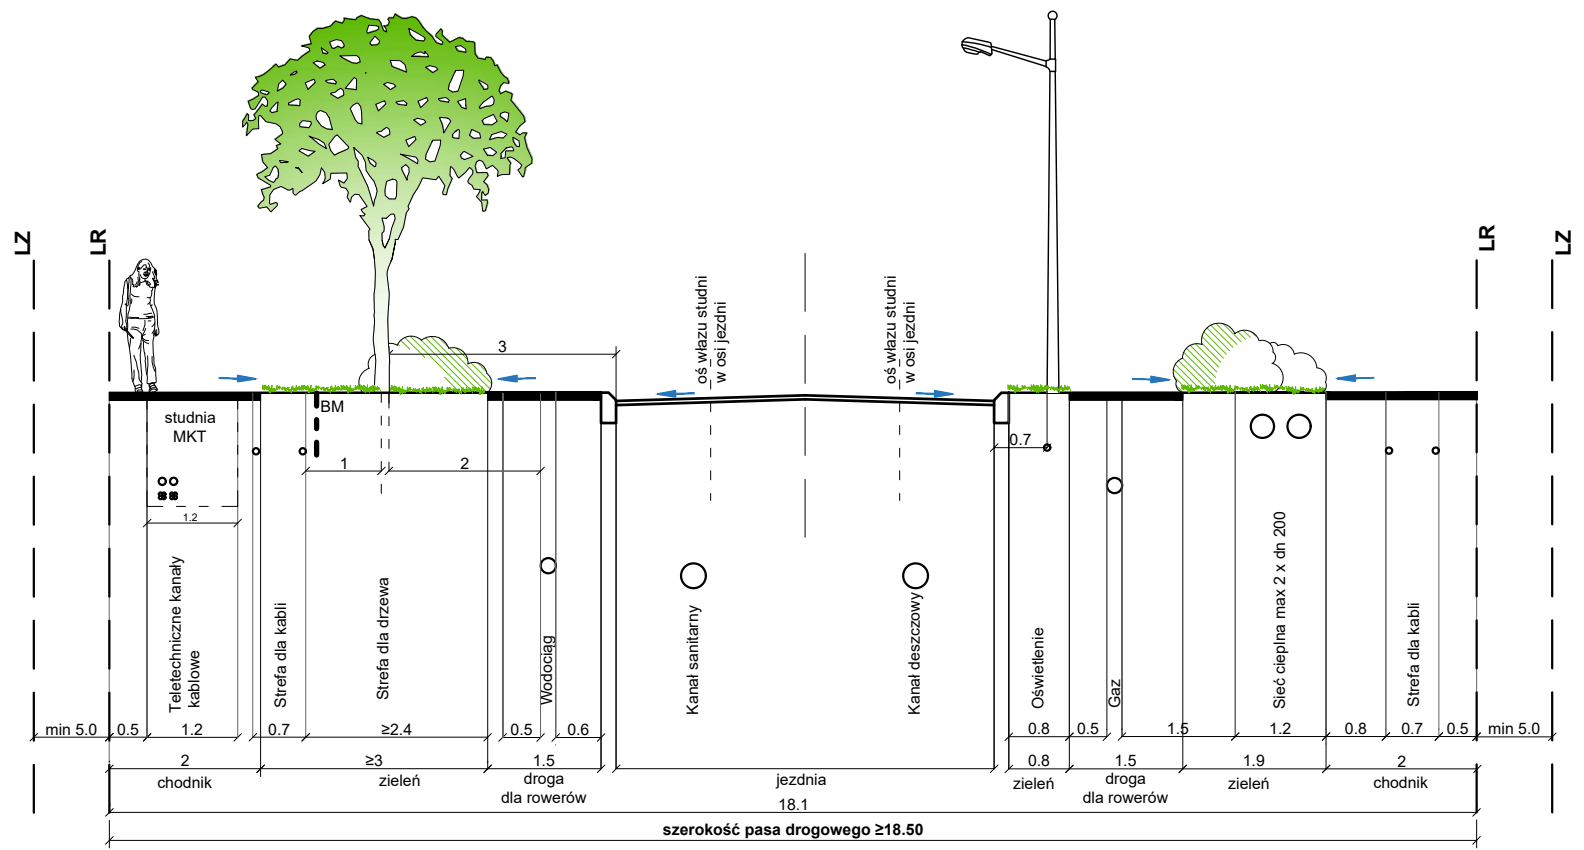 LZ
LR
LR
LZ
oś włazu studni
w osi jezdni
oś włazu studni
w osi jezdni
3
studnia
MKT
BM
0.7
1
2
1.2
Teletechniczne kanały
kablowe
Strefa dla kabli
Strefa dla drzewa
Wodociąg
Kanał sanitarny
Kanał deszczowy
Oświetlenie
Gaz
Sieć cieplna max 2 x dn 200
Strefa dla kabli
min 5.0
0.5
1.2
0.7
≥2.4
0.5
0.6
0.8
0.5
1.5
1.2
0.8
0.7
0.5
min 5.0
2
≥3
1.5
0.8
1.5
1.9
2
chodnik
zieleń
droga
dla rowerów
jezdnia
zieleń
droga
dla rowerów
zieleń
chodnik
18.1
szerokość pasa drogowego ≥18.50